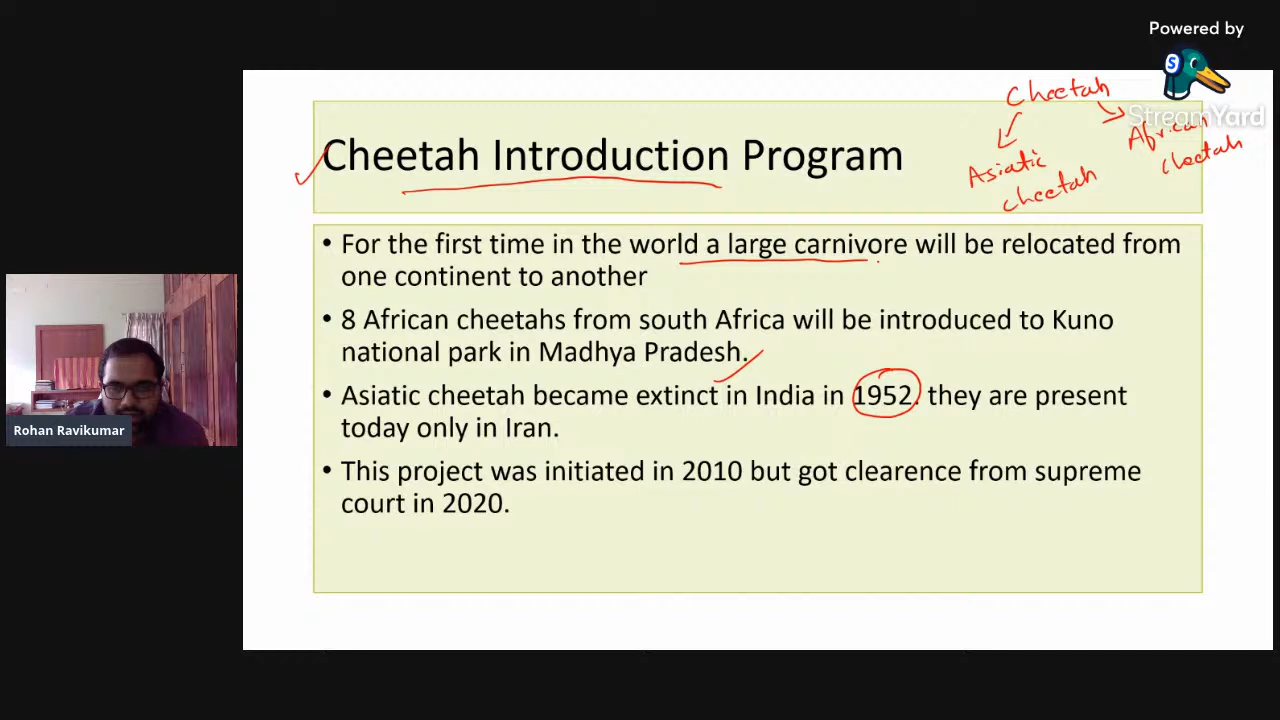 Powered by
StreamYard
Cheetah
Asiatic
cheetah
African
cheetah
Cheetah Introduction Program
• For the first time in the world a large carnivore will be relocated from
one continent to another
• 8 African cheetahs from south Africa will be introduced to Kuno
national park in Madhya Pradesh.
• Asiatic cheetah became extinct in India in 1952. they are present
today only in Iran.
• This project was initiated in 2010 but got clearence from supreme
court in 2020.
Rohan Ravikumar